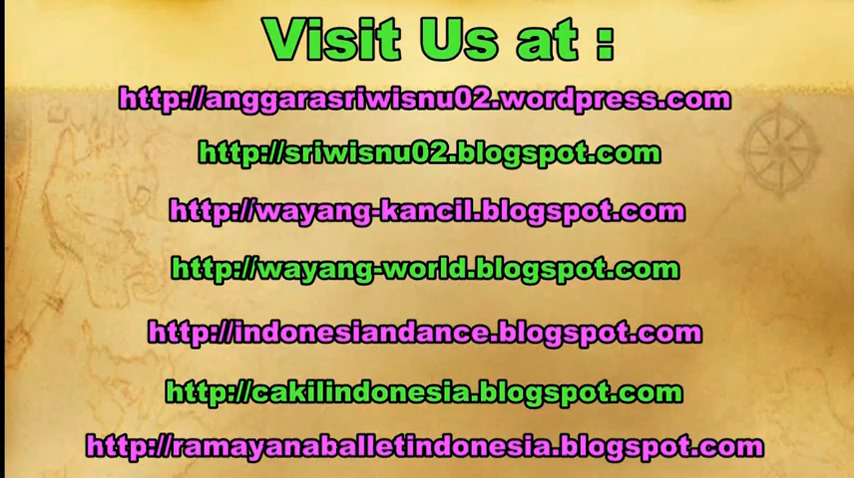 Visit Us at :
http://anggarasriwisnu02.wordpress.com
http://sriwisnu02.blogspot.com
http://wayang-kancil.blogspot.com
http://wayang-world.blogspot.com
http://indonesiandance.blogspot.com
http://cakilindonesia.blogspot.com
http://ramayanaballetindonesia.blogspot.com